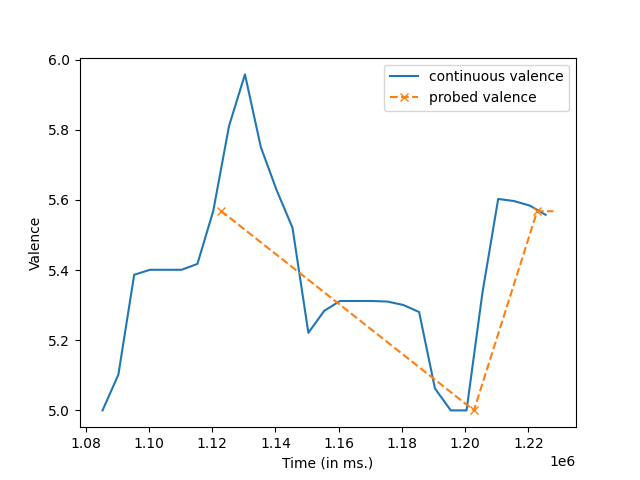 continuous valence
probed valence
Valence
6.0
5.8
5.6
5.4
5.2
5.0
1.08 1.10 1.12 1.14 1.16 1.18 1.20 1.22
1e6
Time (in ms.)